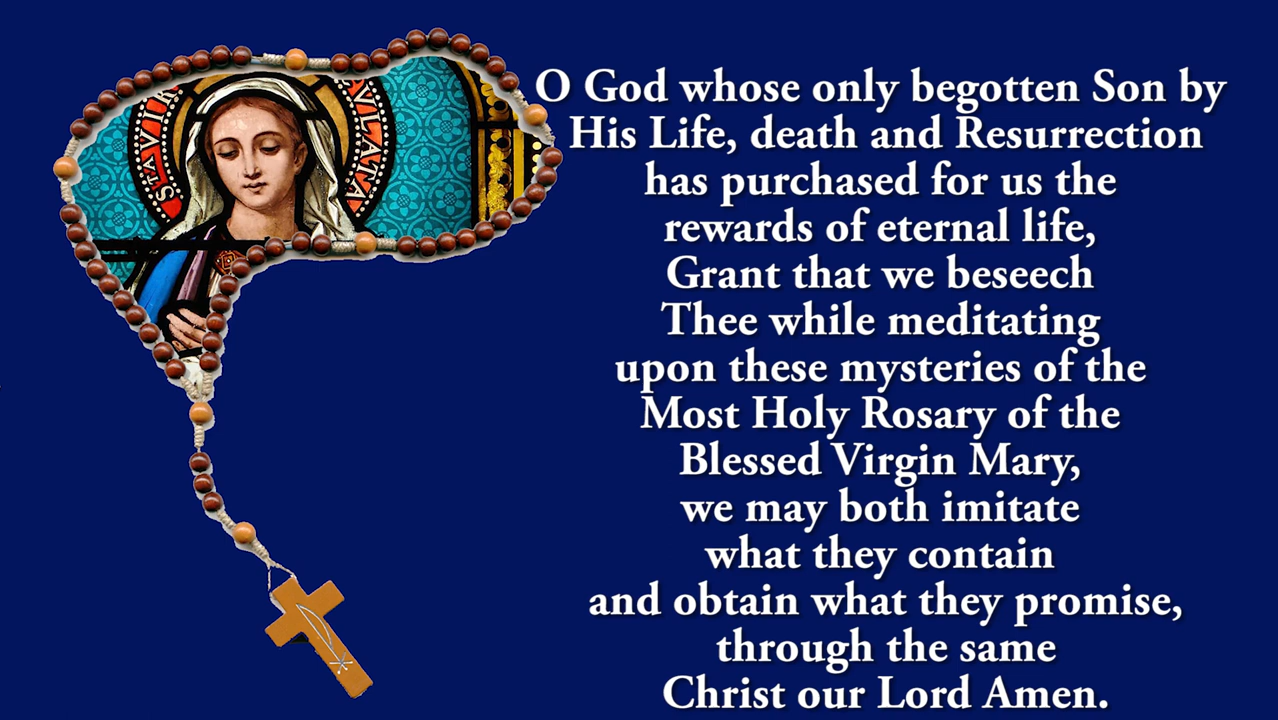 STA VI
VULATA
O God whose only begotten Son by
His Life, death and Resurrection
has purchased for us the
rewards of eternal life,
Grant that we beseech
Thee while meditating
upon these mysteries of the
Most Holy Rosary of the
Blessed Virgin Mary,
we may both imitate
what they contain
and obtain what they promise,
through the same
Christ our Lord Amen.